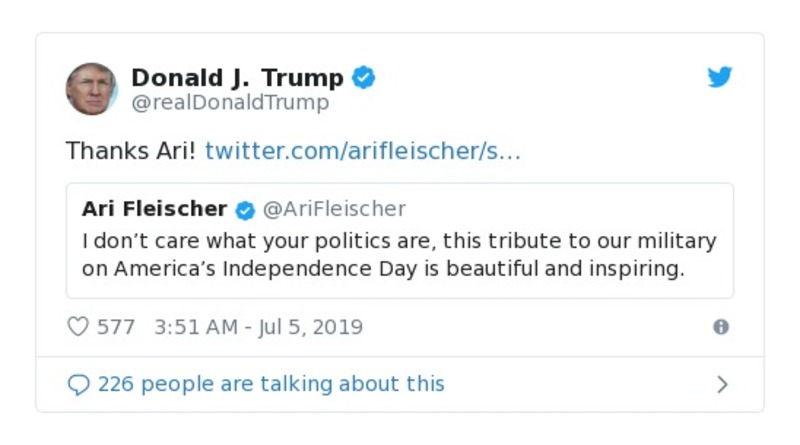 Donald J. Trump
@realDonaldTrump
Thanks Ari! twitter.com/arifleischer/s…
Ari Fleischer @AriFleischer
I don’t care what your politics are, this tribute to our military
on America’s Independence Day is beautiful and inspiring.
577 3:51 AM - Jul 5, 2019
226 people are talking about this